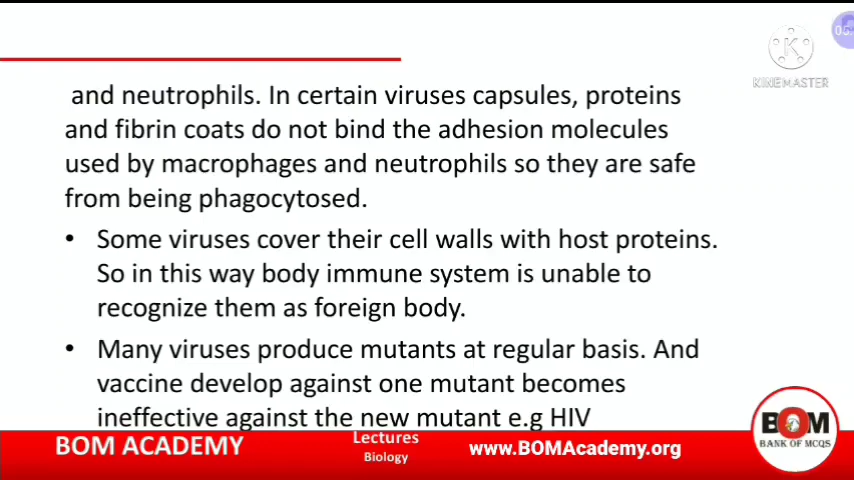 05
K
KINEMASTER
and neutrophils. In certain viruses capsules, proteins
and fibrin coats do not bind the adhesion molecules
used by macrophages and neutrophils so they are safe
from being phagocytosed.
• Some viruses cover their cell walls with host proteins.
So in this way body immune system is unable to
recognize them as foreign body.
• Many viruses produce mutants at regular basis. And
vaccine develop against one mutant becomes
ineffective against the new mutant e.g HIV
BOM ACADEMY
Lectures
Biology
www.BOMAcademy.org
BOM
BANK OF MCQS